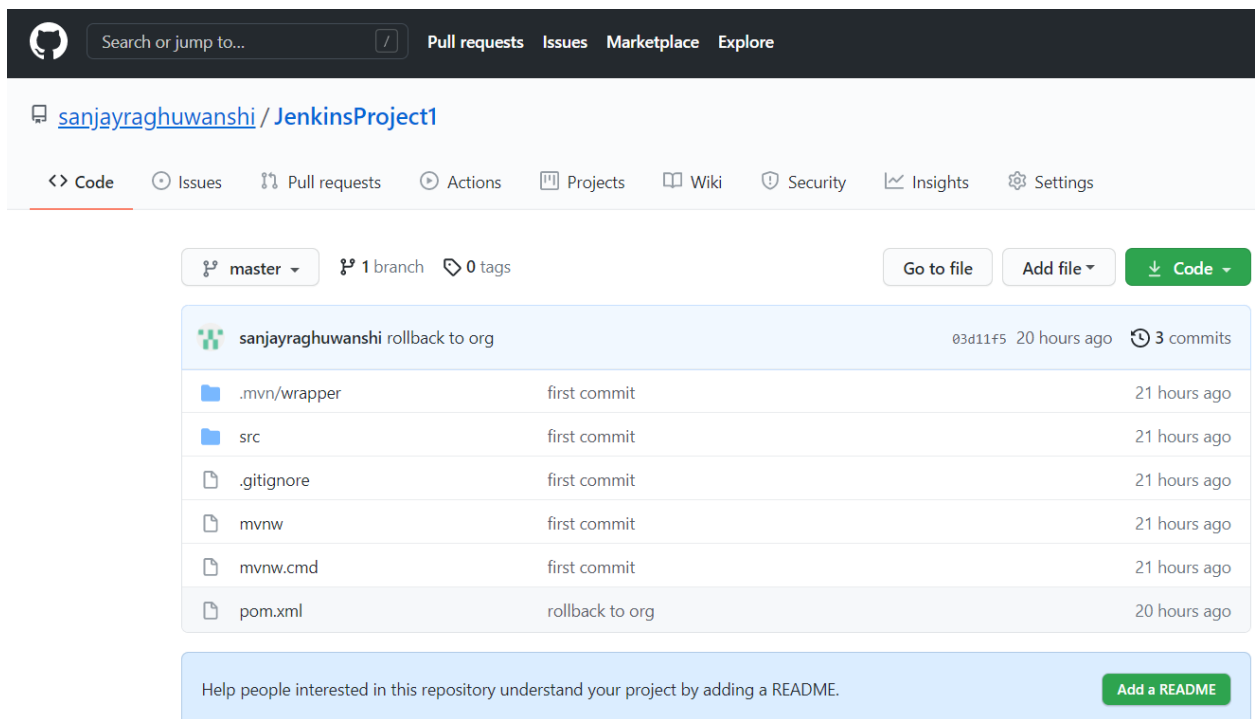 Search or jump to... / Pull requests Issues Marketplace Explore
sanjayraghuwanshi / JenkinsProject1
<> Code Issues Pull requests Actions Projects Wiki Security Insights Settings
master 1 branch 0 tags Go to file Add file Code
sanjayraghuwanshi rollback to org 03d11f5 20 hours ago 3 commits
.mvn/wrapper first commit 21 hours ago
src first commit 21 hours ago
.gitignore first commit 21 hours ago
mvnw first commit 21 hours ago
mvnw.cmd first commit 21 hours ago
pom.xml rollback to org 20 hours ago
Help people interested in this repository understand your project by adding a README. Add a README